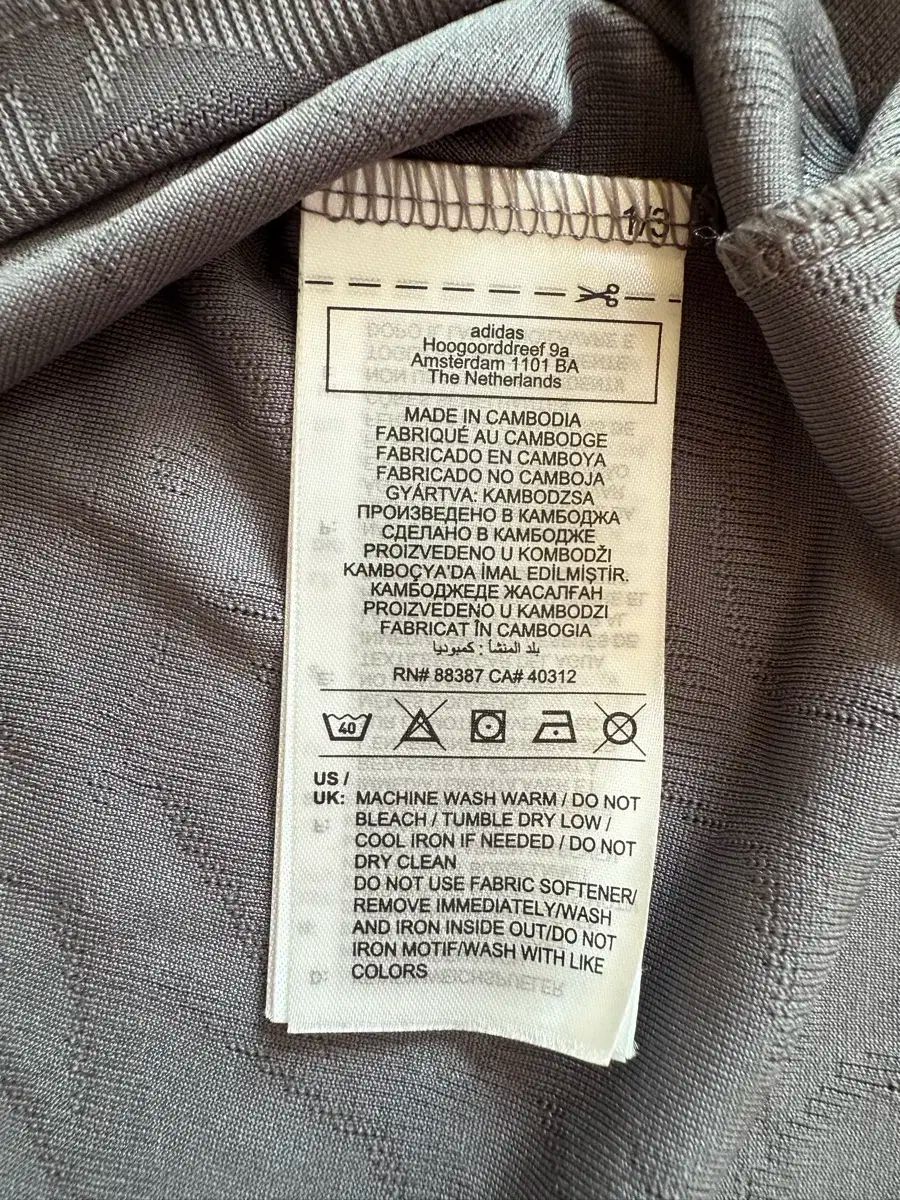 1/3
adidas
Hoogoorddreef 9a
Amsterdam 1101 BA
The Netherlands
MADE IN CAMBODIA
FABRIQUÉ AU CAMBODGE
FABRICADO EN CAMBOYA
FABRICADO NO CAMBOJA
GYÁRTVA: KAMBODZSA
ПРОИЗВЕДЕНО В КАМБОДЖА
СДЕЛАНО В КАМБОДЖЕ
PROIZVEDENO U KOMBODŽI
KAMBOÇYA'DA İMAL EDİLMİŞTİR.
КАМБОДЖЕДЕ ЖАСАЛҒАН
PROIZVEDENO U KAMBODZI
FABRICAT ÎN CAMBOGIA
بلد المنشأ : كمبوديا
RN# 88387 CA# 40312
40
US /
UK: MACHINE WASH WARM / DO NOT
BLEACH / TUMBLE DRY LOW /
COOL IRON IF NEEDED / DO NOT
DRY CLEAN
DO NOT USE FABRIC SOFTENER/
REMOVE IMMEDIATELY/WASH
AND IRON INSIDE OUT/DO NOT
IRON MOTIF/WASH WITH LIKE
COLORS